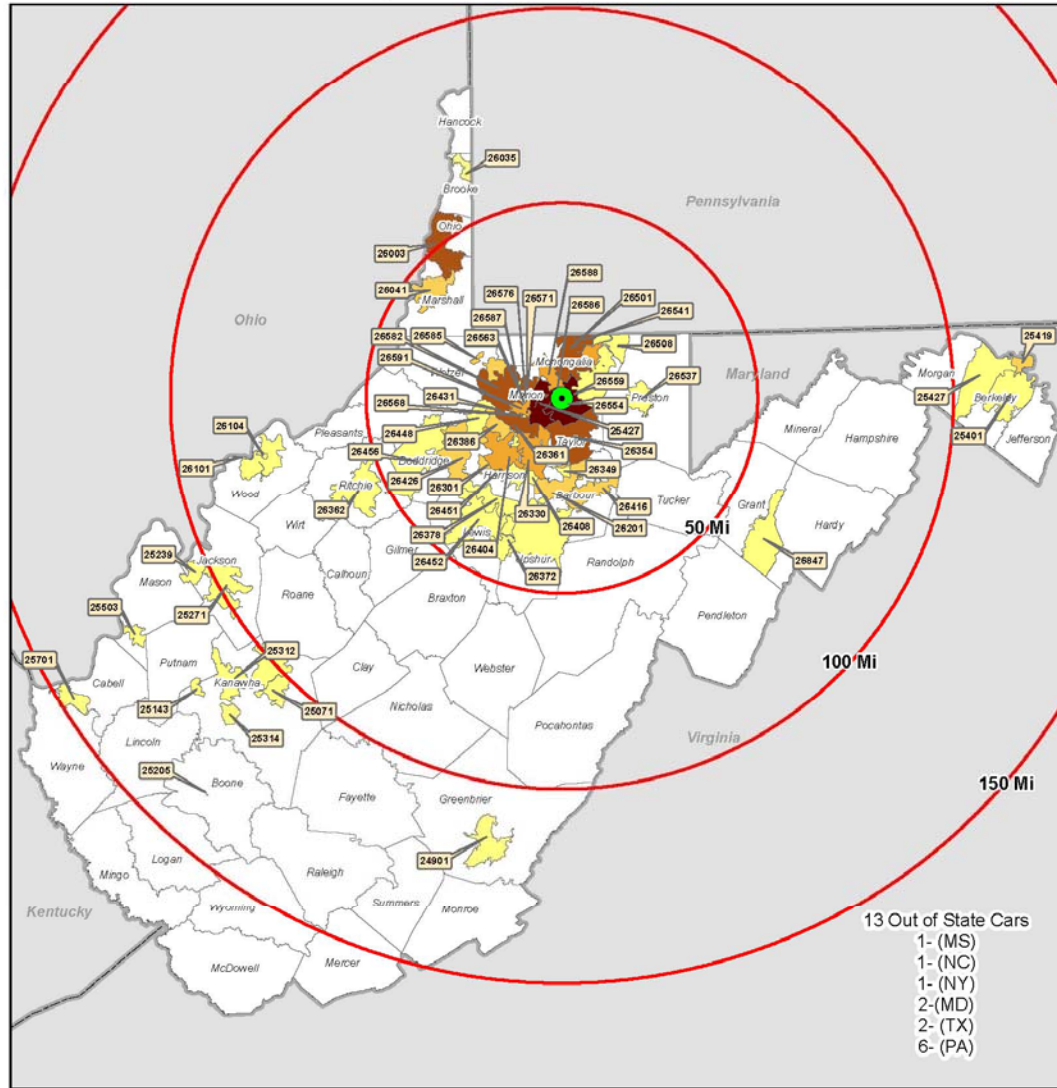 Hancock
26035
Brooke
Pennsylvania
Ohio
26003
26588
26576
26571
26586
26501
26541
26041
Marshall
26587
Ohio
26582
26585
26563
26508
Monongalia
26591
Wetzel
Maryland
Morgan
25419
26559
26537
Marion
Preston
25427
Berkeley
26431
26554
26568
25427
Mineral
Hampshire
25401
Jefferson
Pleasants
26448
26386
Taylor
26354
26104
26456
Doddridge
26361
26101
26349
Ritchie
26426
Harrison
Wood
26301
Barbour
26416
Tucker
Grant
26362
26451
26330
26408
26201
50 Mi
Hardy
Wirt
26378
Lewis
26404
Gilmer
Upshur
26847
25239
Jackson
26452
26372
Randolph
Mason
Calhoun
Roane
Braxton
Pendleton
25271
25503
25312
25701
Putnam
Clay
Webster
100 Mi
Cabell
Kanawha
Nicholas
25143
25071
Pocahontas
Virginia
25314
Lincoln
Wayne
25205
Boone
150 Mi
Fayette
Greenbrier
24901
Logan
Mingo
Raleigh
Kentucky
Summers
Monroe
Wyoming
McDowell
Mercer
13 Out of State Cars
1- (MS)
1- (NC)
1- (NY)
2-(MD)
2- (TX)
6- (PA)